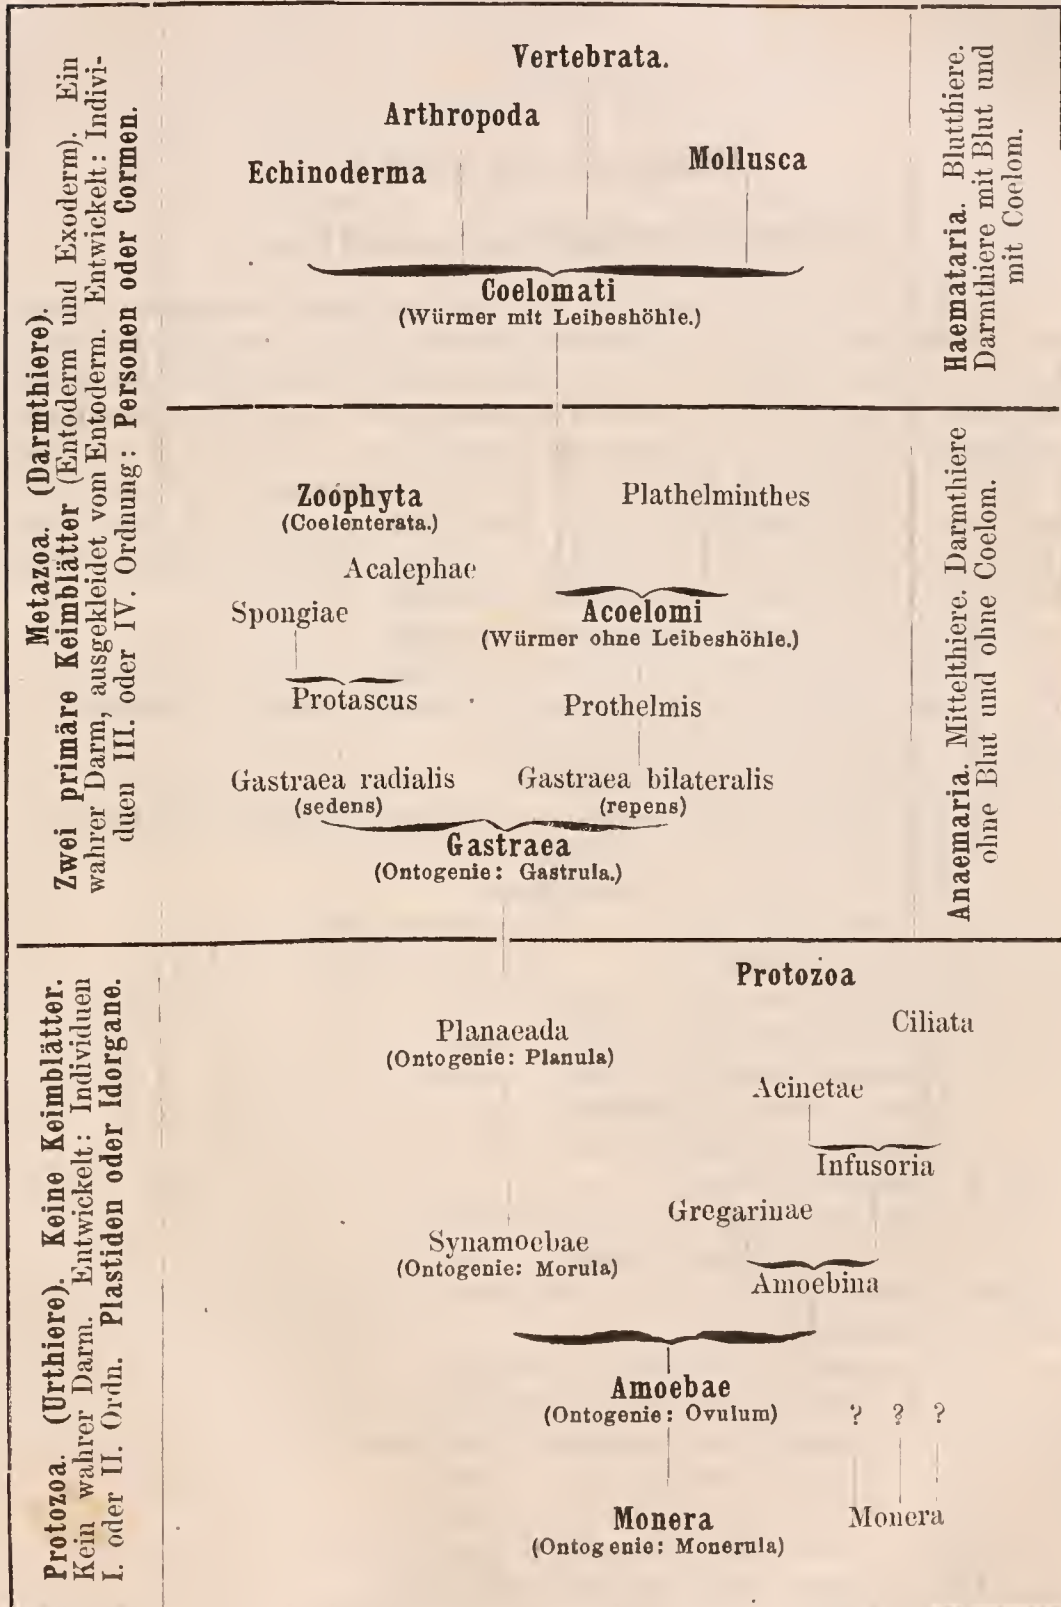 Metazoa. (Darmthiere).
Zwei primäre Keimblätter (Entoderm und Exoderm). Ein
wahrer Darm, ausgekleidet vom Entoderm. Entwickelt: Indivi-
duen III. oder IV. Ordnung: Personen oder Cormen.
Vertebrata.
Arthropoda
Echinoderma
Mollusca
Coelomati
(Würmer mit Leibeshöhle.)
Haemataria. Blutthiere.
Darmthiere mit Blut und
mit Coelom.
Zoophyta
(Coelenterata.)
Plathelminthes
Acalephae
Spongiae
Acoelomi
(Würmer ohne Leibeshöhle.)
Protascus
Prothelmis
Gastraea radialis
(sedens)
Gastraea bilateralis
(repens)
Gastraea
(Ontogenie: Gastrula.)
Anaemaria. Mittelthiere. Darmthiere
ohne Blut und ohne Coelom.
Protozoa. (Urthiere). Keine Keimblätter.
Kein wahrer Darm. Entwickelt: Individuen
I. oder II. Ordn. Plastiden oder Idorgane.
Protozoa
Planaeada
(Ontogenie: Planula)
Ciliata
Acinetae
Infusoria
Gregarinae
Synamoebae
(Ontogenie: Morula)
Amoebina
Amoebae
(Ontogenie: Ovulum)
? ? ?
Monera
(Ontogenie: Monerula)
Monera